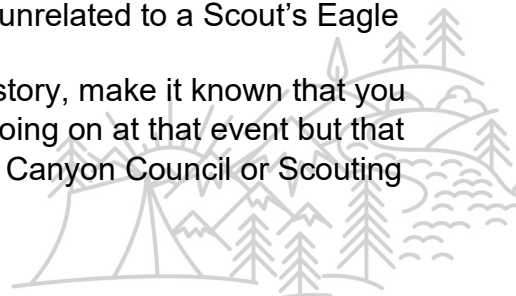 unrelated to a Scout’s Eagle
story, make it known that you
oing on at that event but that
Canyon Council or Scouting